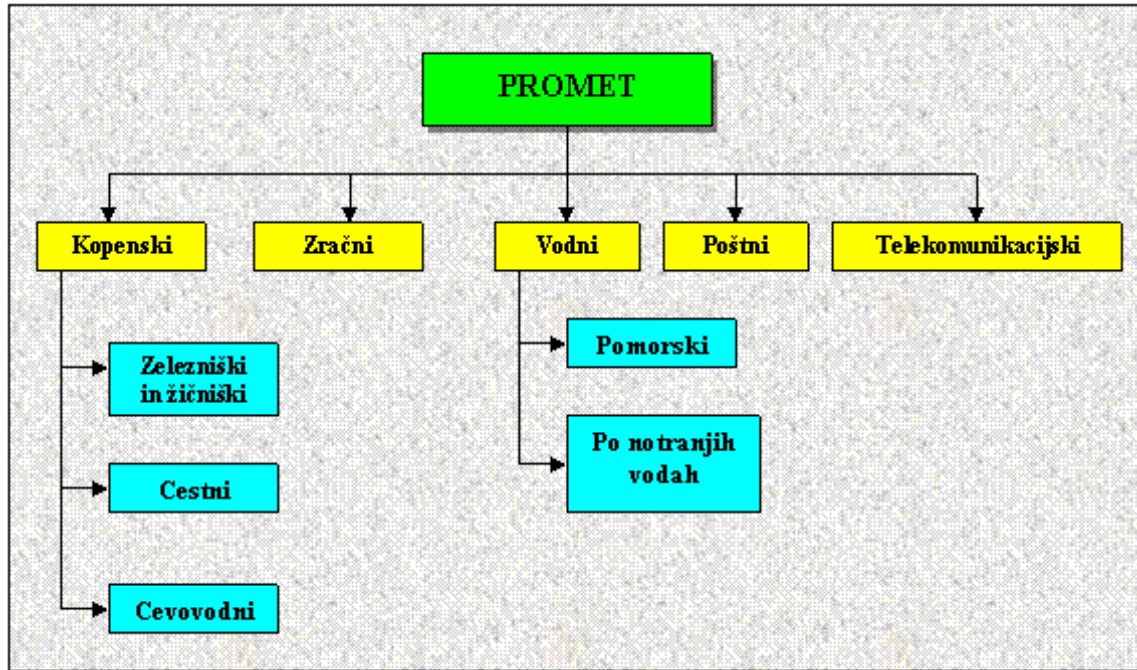 PROMET
Kopenski
Zračni
Vodni
Poštni
Telekomunikacijski
Zelezniški
in žičniški
Cestni
Cevovodni
Pomorski
Po notranjih
vodah